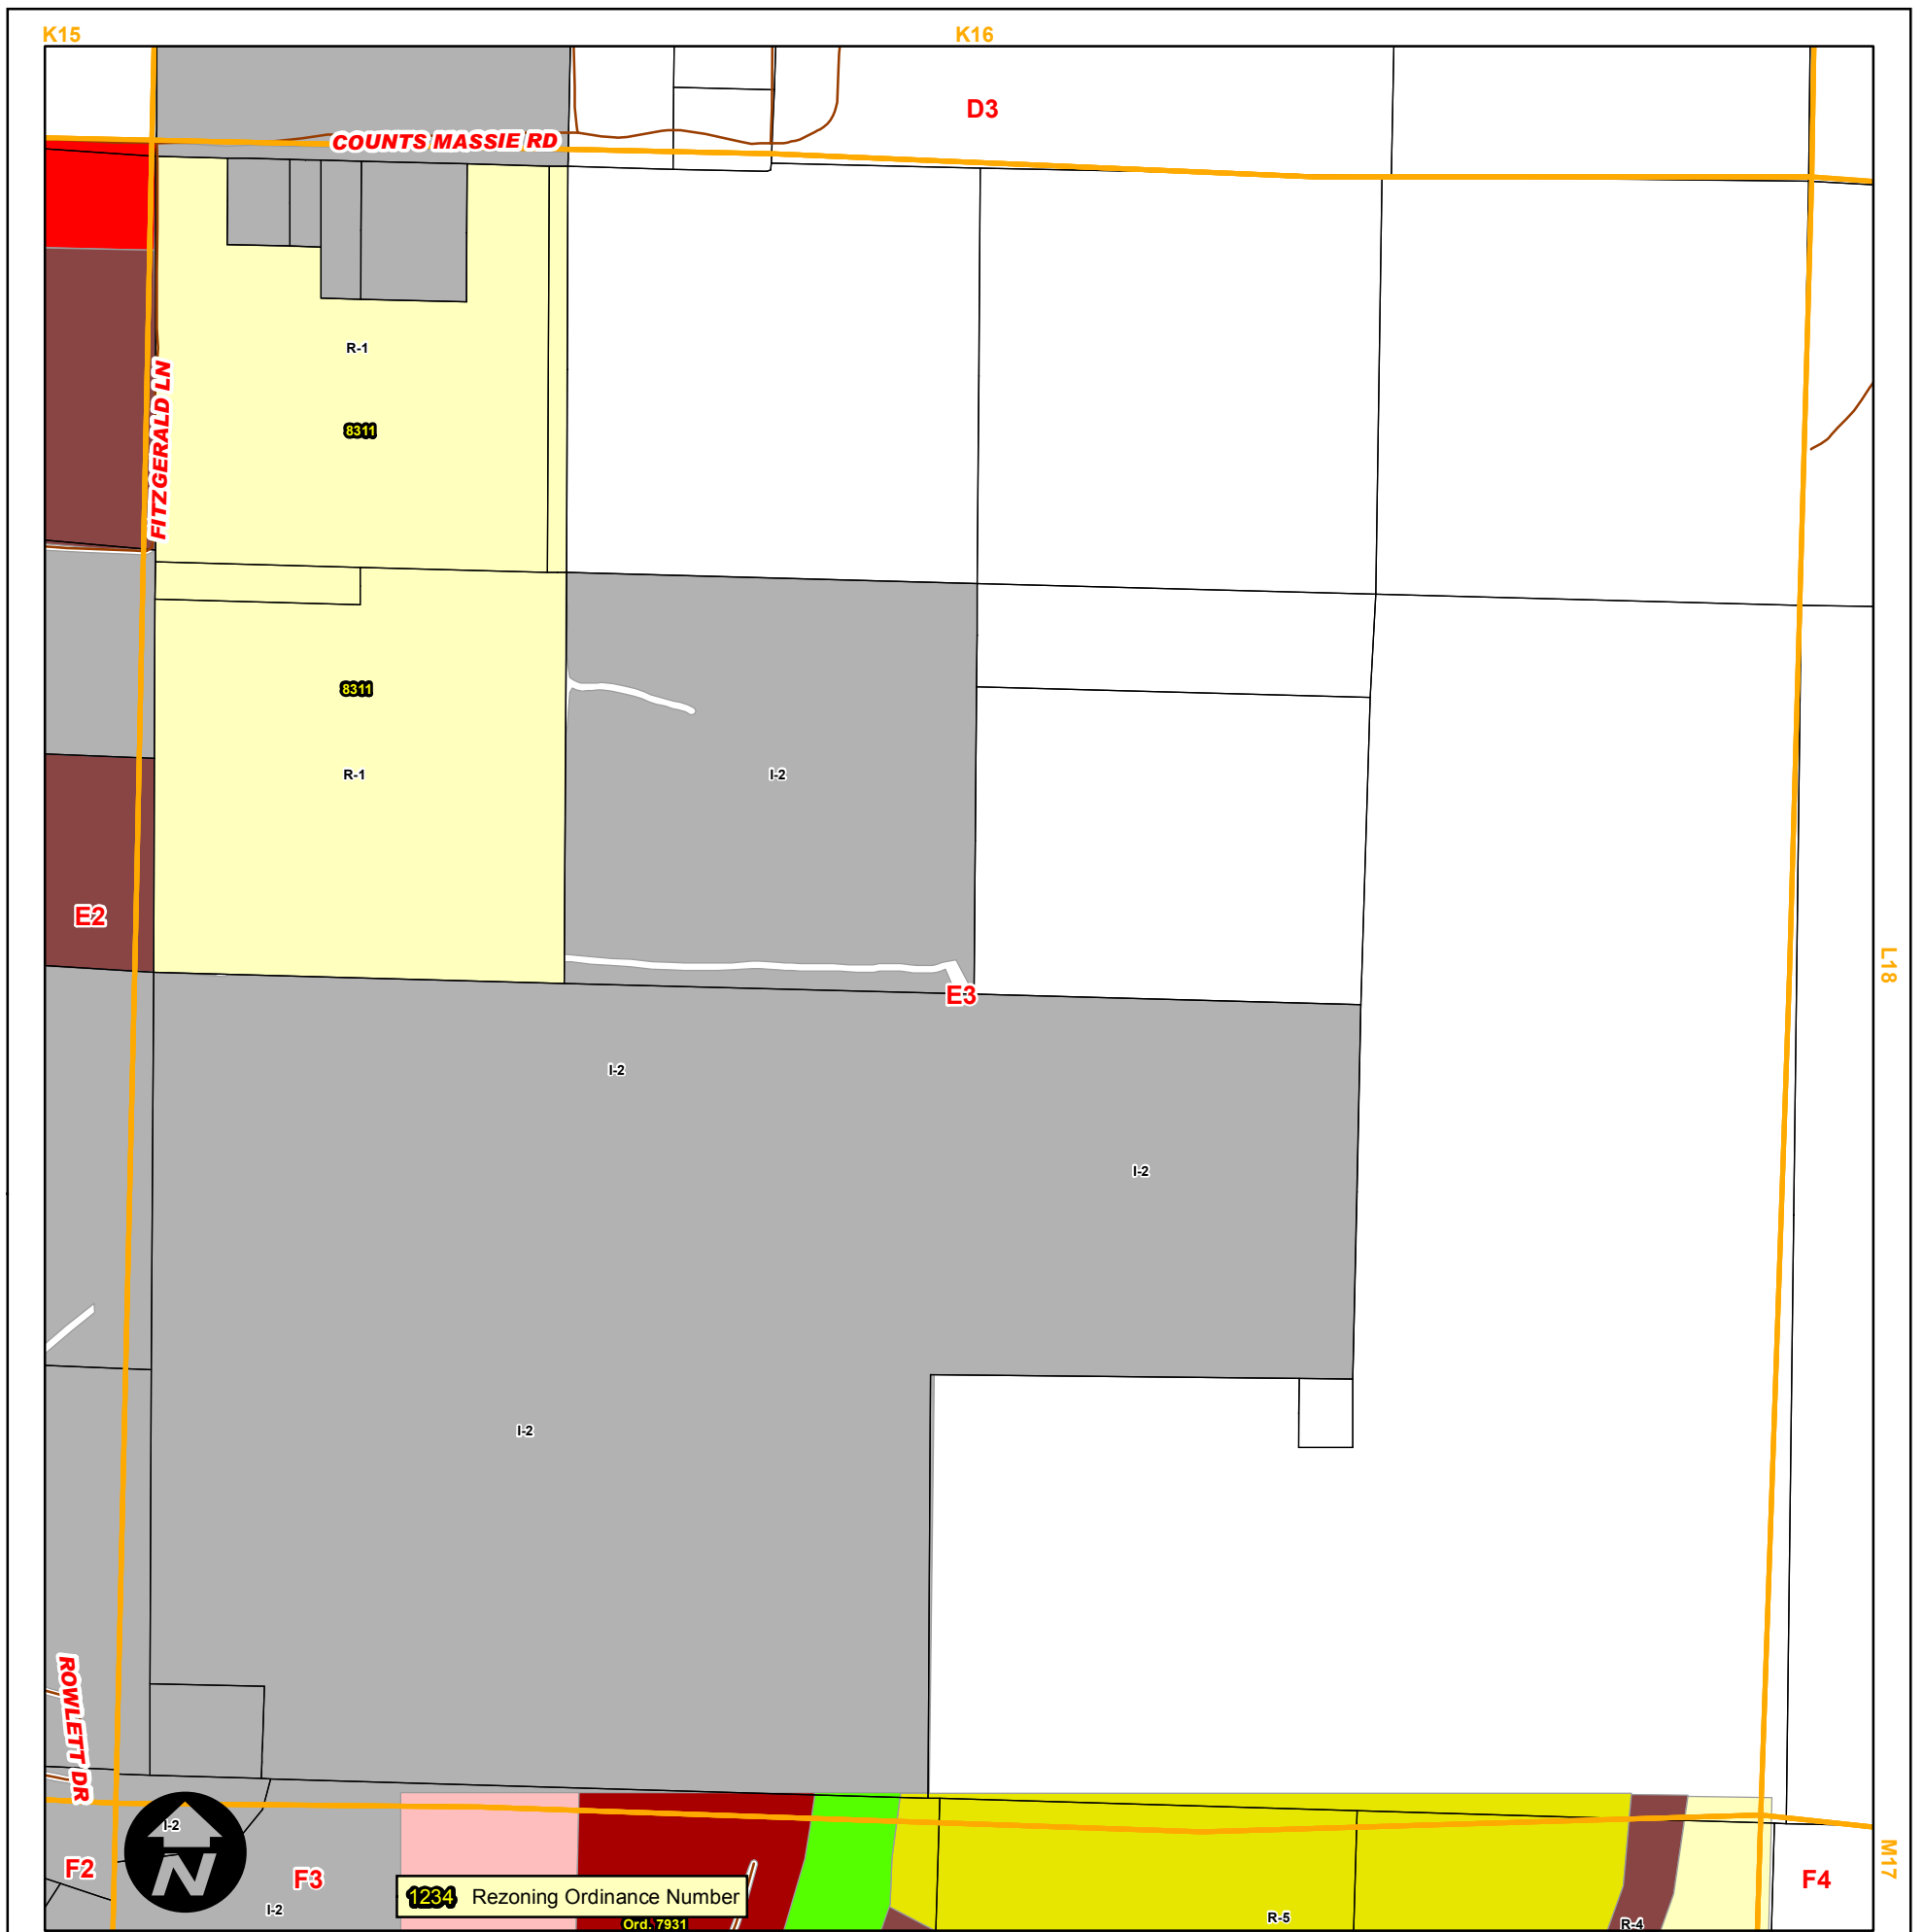 K15
K16
D3
COUNTS MASSIE RD
R-1
8311
FITZGERALD LN
8311
R-1
I-2
E2
L18
E3
I-2
I-2
I-2
ROWLETT DR
I-2
N
F2
F3
1234 Rezoning Ordinance Number
I-2
Ord. 7931
R-5
R-4
F4
M17